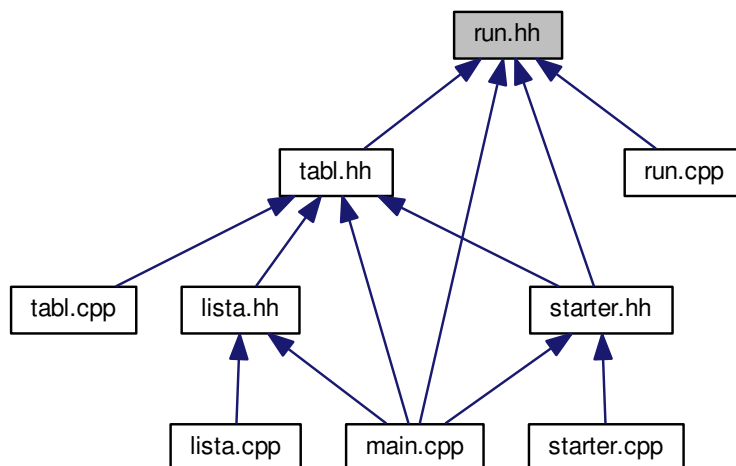 run.hh
tabl.hh
run.cpp
tabl.cpp
lista.hh
starter.hh
lista.cpp
main.cpp
starter.cpp